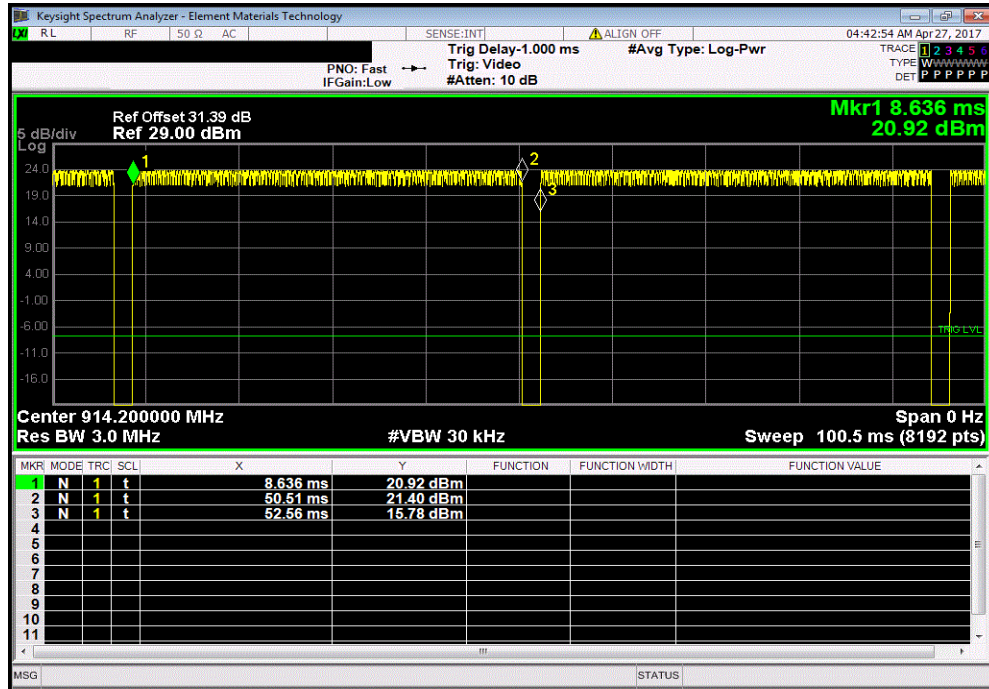 Keysight Spectrum Analyzer - Element Materials Technology
LXI RL RF 50 Ω AC SENSE:INT ALIGN OFF 04:42:54 AM Apr 27, 2017
Trig Delay-1.000 ms #Avg Type: Log-Pwr TRACE 1 2 3 4 5 6
PNO: Fast Trig: Video TYPE WWWWWW
IFGain:Low #Atten: 10 dB DET P P P P P P
Mkr1 8.636 ms
20.92 dBm
Ref Offset 31.39 dB
5 dB/div Ref 29.00 dBm
Log
1
2
3
24.0
19.0
14.0
9.00
4.00
-1.00
-6.00
TRIG LVL
-11.0
-16.0
Center 914.200000 MHz Span 0 Hz
Res BW 3.0 MHz #VBW 30 kHz Sweep 100.5 ms (8192 pts)
MKR MODE TRC SCL X Y FUNCTION FUNCTION WIDTH FUNCTION VALUE
1 N 1 t 8.636 ms 20.92 dBm
2 N 1 t 50.51 ms 21.40 dBm
3 N 1 t 52.56 ms 15.78 dBm
4
5
6
7
8
9
10
11
MSG STATUS